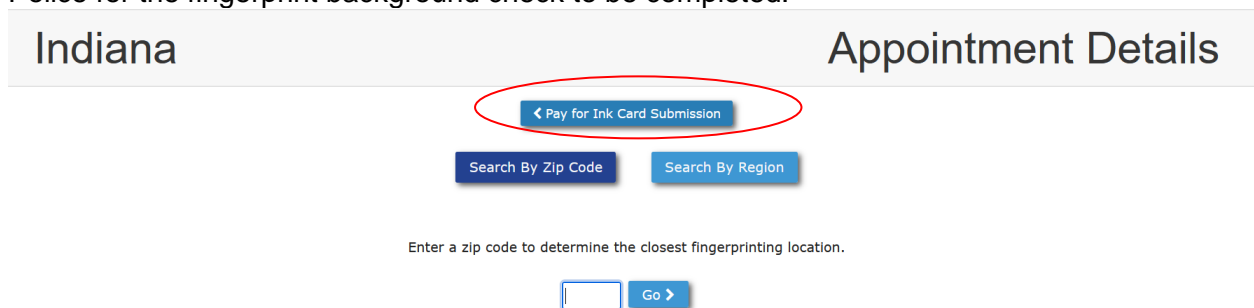 Police for the fingerprint background check to be completed.
Indiana Appointment Details
Pay for Ink Card Submission
Search By Zip Code Search By Region
Enter a zip code to determine the closest fingerprinting location.
Go